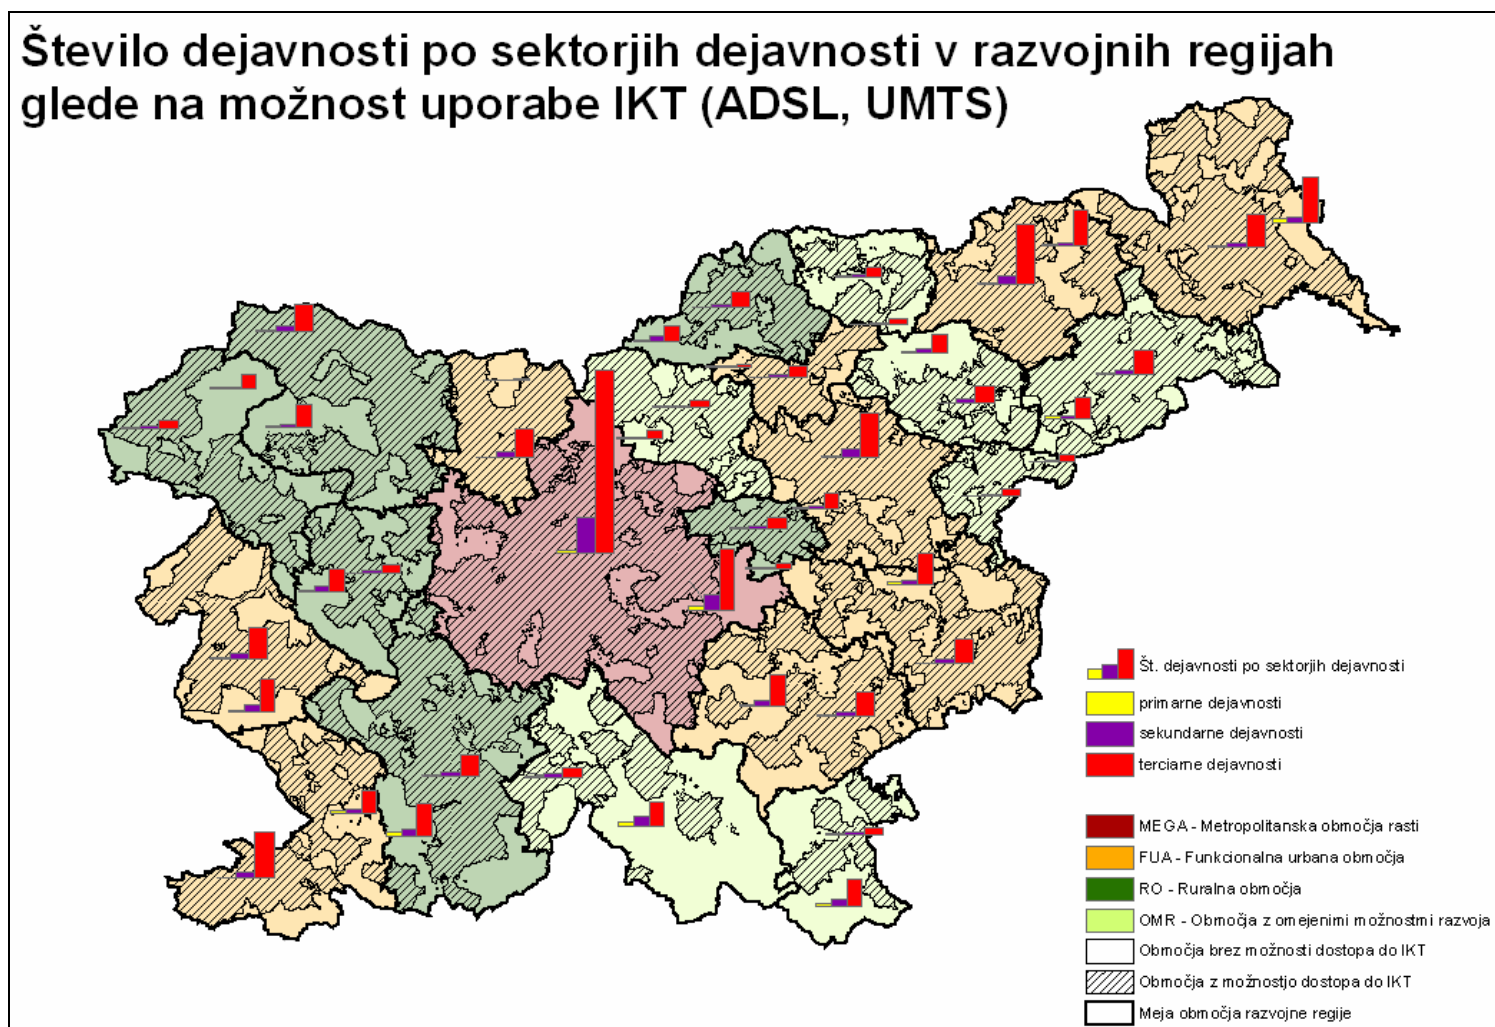 Število dejavnosti po sektorjih dejavnosti v razvojnih regijah
glede na možnost uporabe IKT (ADSL, UMTS)
Št. dejavnosti po sektorjih dejavnosti
primarne dejavnosti
sekundarne dejavnosti
terciarne dejavnosti
MEGA - Metropolitanska območja rasti
FUA - Funkcionalna urbana območja
RO - Ruralna območja
OMR - Območja z omejenimi možnostmi razvoja
Območja brez možnosti dostopa do IKT
Območja z možnostjo dostopa do IKT
Meja območja razvojne regije